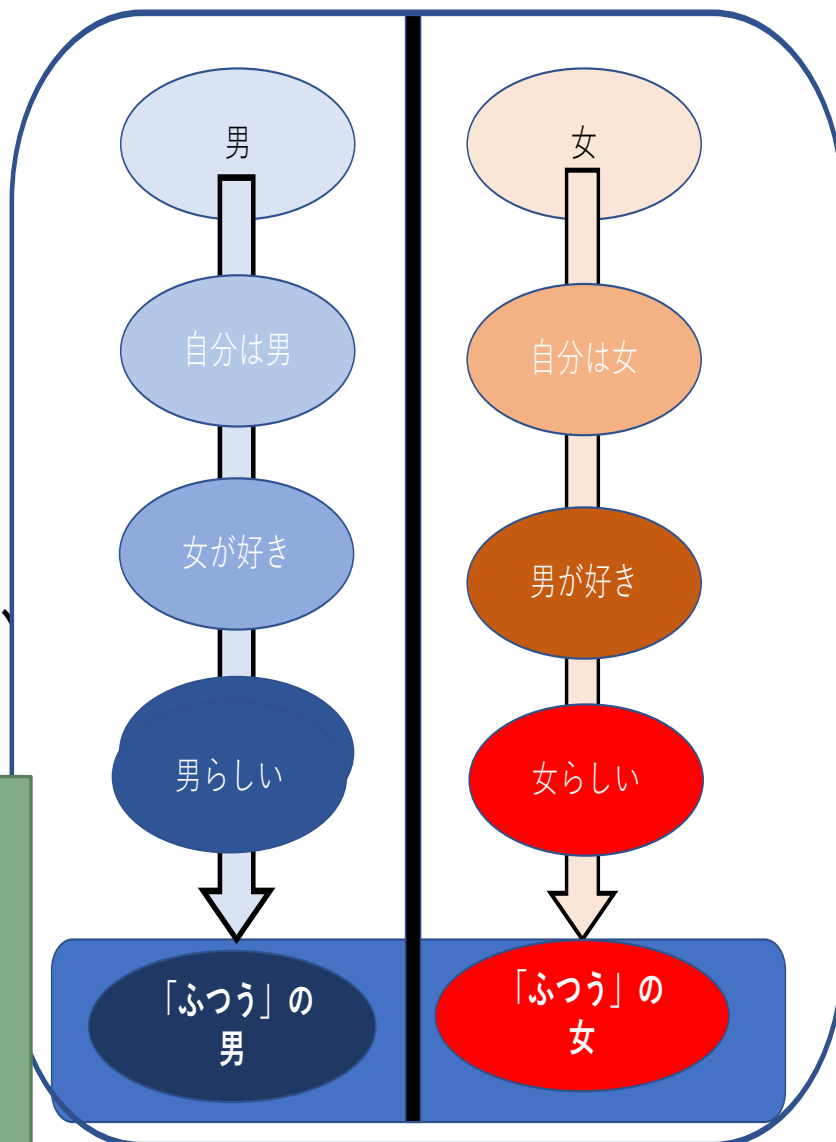 男
自分は男
女が好き
男らしい
「ふつう」の
男
女
自分は女
男が好き
女らしい
「ふつう」の
女